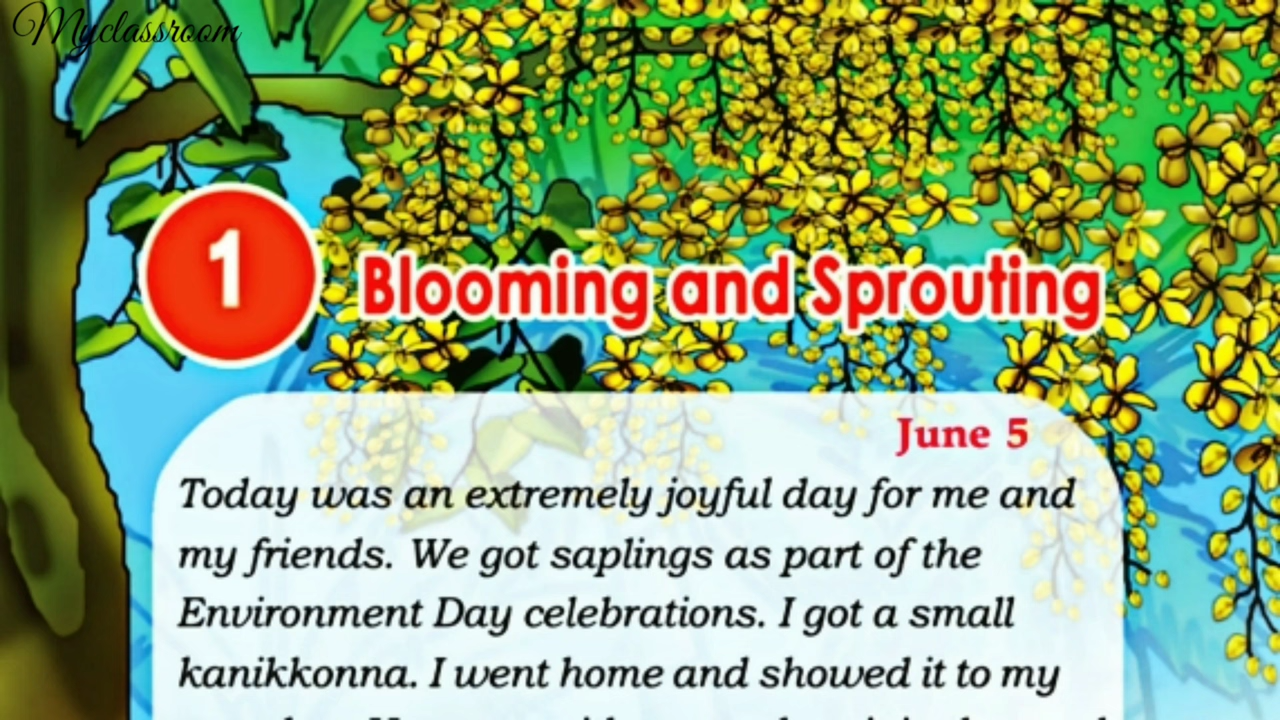 Myclassroom
1
Blooming and Sprouting
June 5
Today was an extremely joyful day for me and
my friends. We got saplings as part of the
Environment Day celebrations. I got a small
kanikkonna. I went home and showed it to my